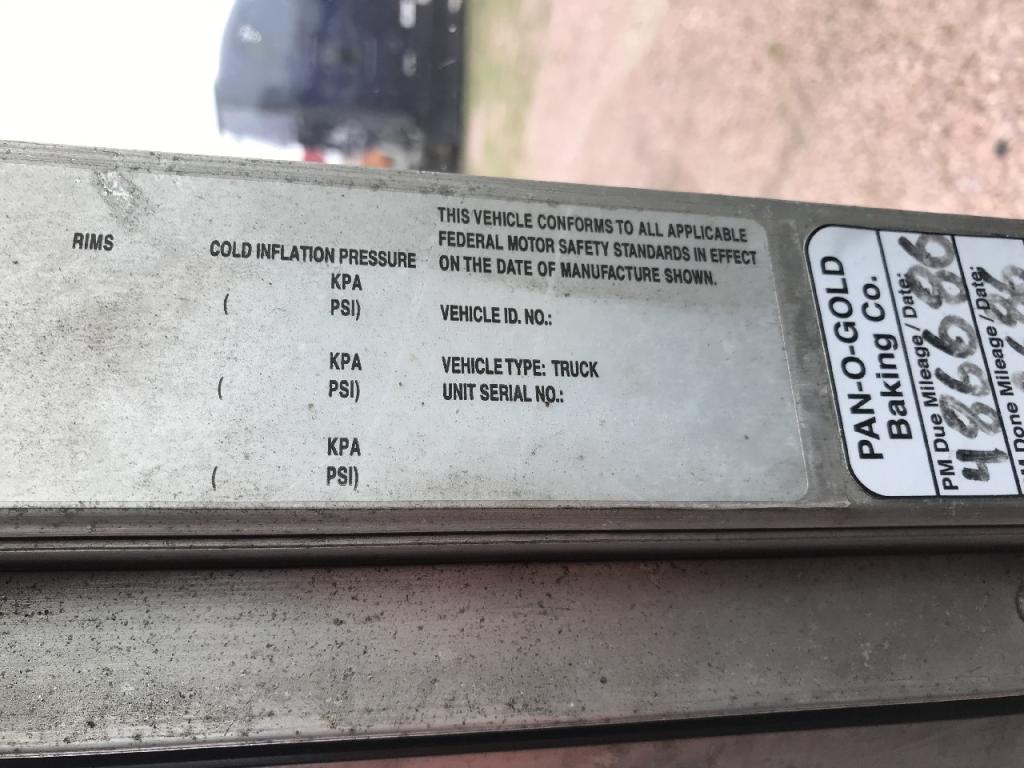 RIMS
COLD INFLATION PRESSURE
KPA
( PSI)
KPA
( PSI)
KPA
( PSI)
THIS VEHICLE CONFORMS TO ALL APPLICABLE
FEDERAL MOTOR SAFETY STANDARDS IN EFFECT
ON THE DATE OF MANUFACTURE SHOWN.
VEHICLE ID. NO.:
VEHICLE TYPE: TRUCK
UNIT SERIAL NO.:
PAN-O-GOLD
Baking Co.
PM Due Mileage / Date:
486686
Done Mileage / Date: